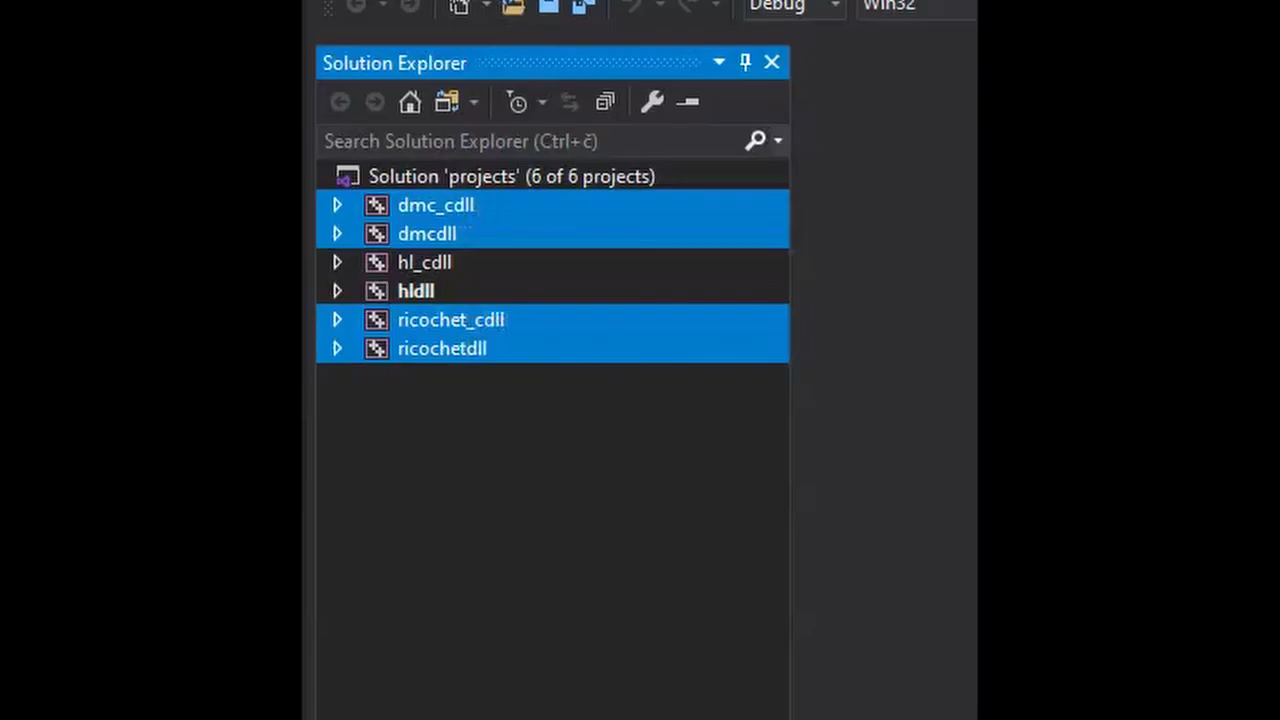 Debug Win32
Solution Explorer
Search Solution Explorer (Ctrl+č)
Solution 'projects' (6 of 6 projects)
dmc_cdll
dmcdll
hl_cdll
hldll
ricochet_cdll
ricochetdll